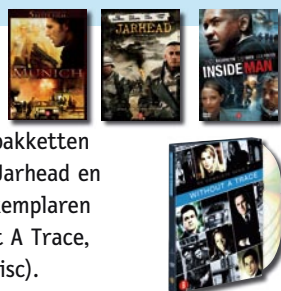 MUNICH
JARHEAD
INSIDE MAN
pakketten
Jarhead en
emplaren
t A Trace,
isc).
WITHOUT A TRACE